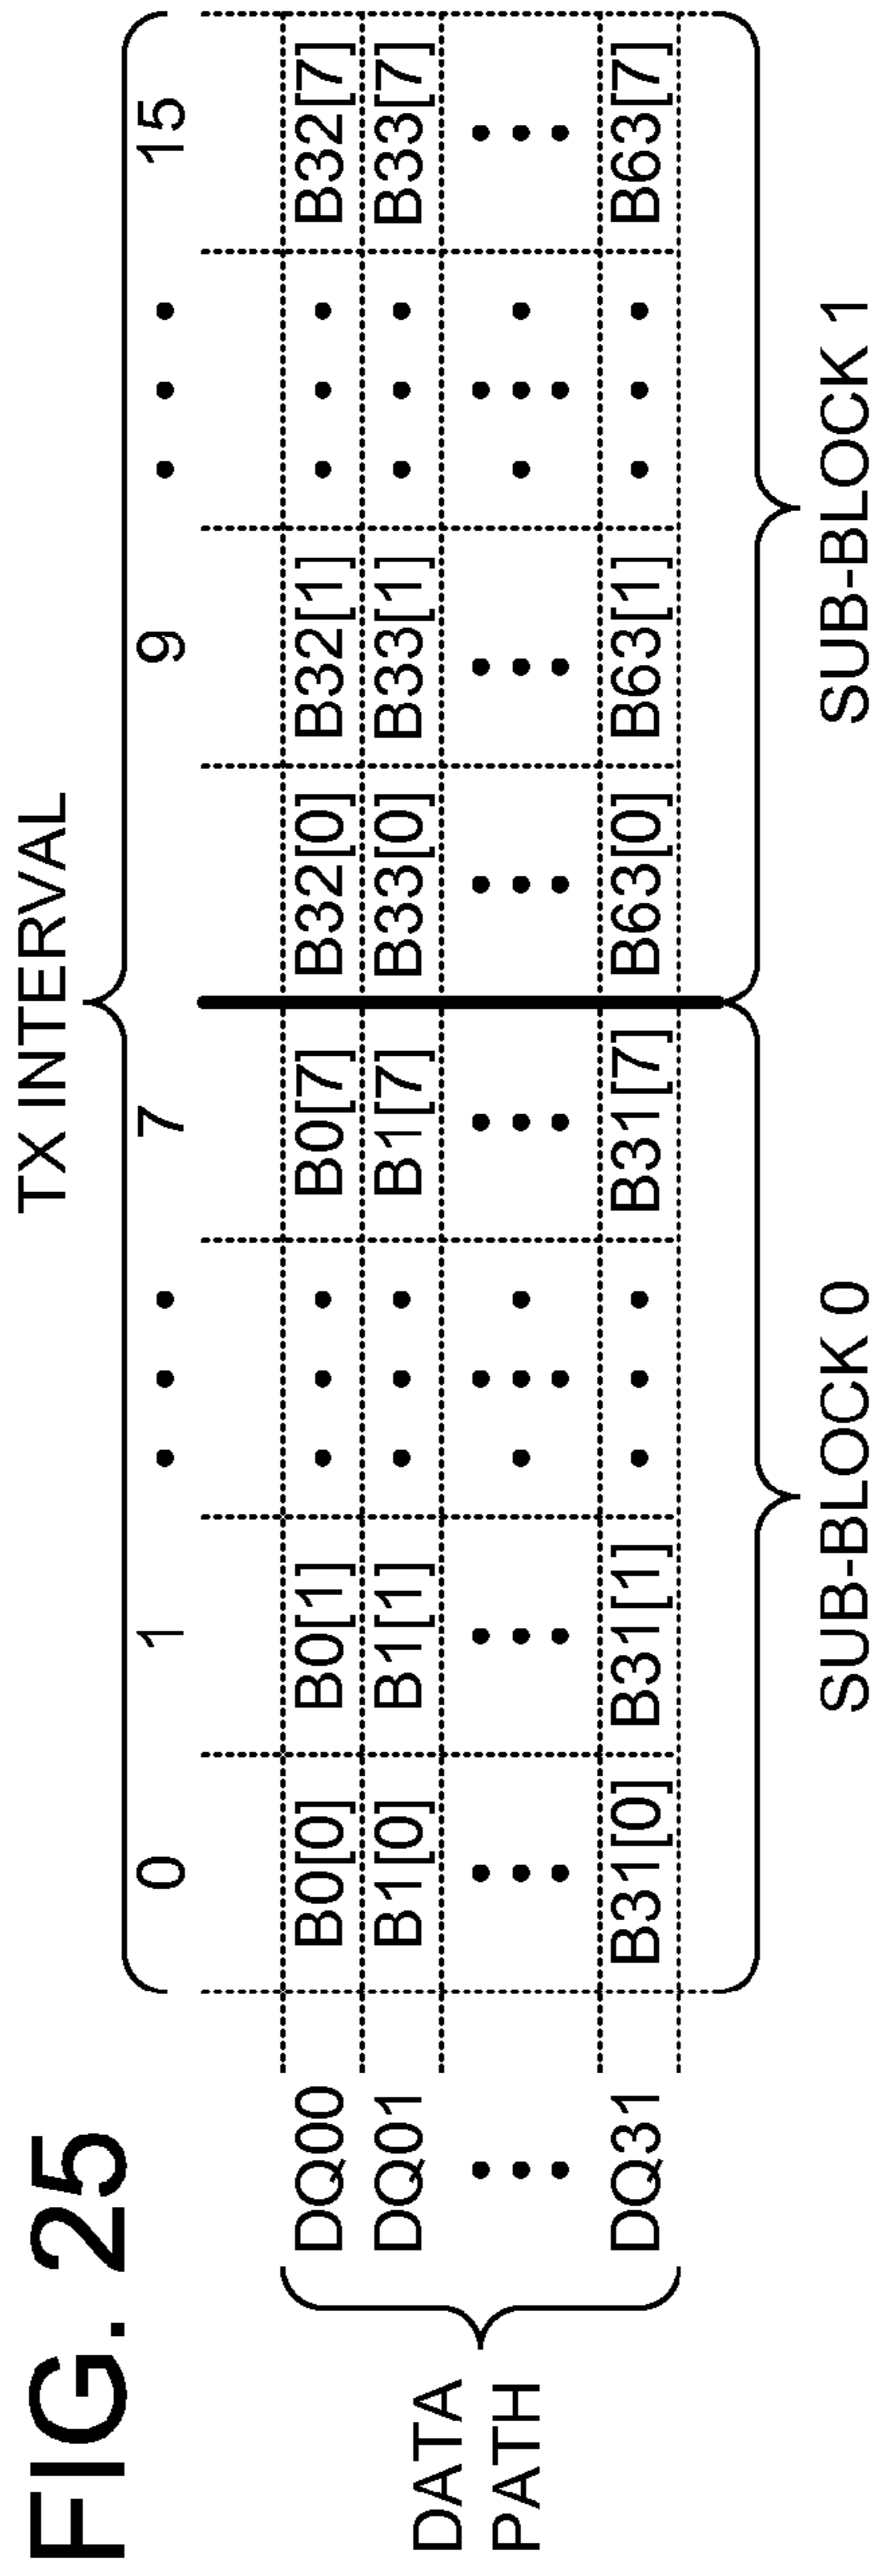 FIG. 25
TX INTERVAL
0 1 • • • 7 9 • • • 15
DATA PATH
DQ00 B0[0] B0[1] • • • B0[7] B32[0] B32[1] • • • B32[7]
DQ01 B1[0] B1[1] • • • B1[7] B33[0] B33[1] • • • B33[7]
DQ31 B31[0] B31[1] • • • B31[7] B63[0] B63[1] • • • B63[7]
SUB-BLOCK 0 SUB-BLOCK 1